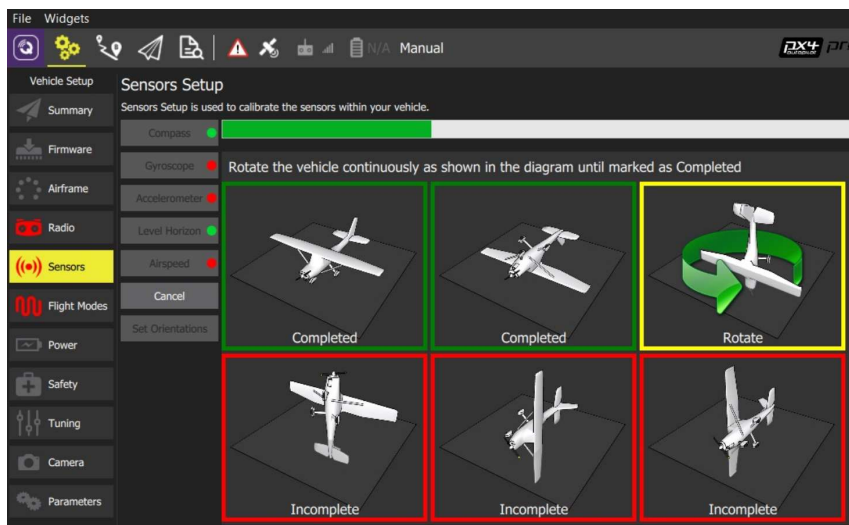 File Widgets
N/A Manual
px4 pro
autopilot
Vehicle Setup
Sensors Setup
Summary
Sensors Setup is used to calibrate the sensors within your vehicle.
Compass
Firmware
Gyroscope
Rotate the vehicle continuously as shown in the diagram until marked as Completed
Airframe
Accelerometer
Radio
Level Horizon
Sensors
Airspeed
Flight Modes
Cancel
Set Orientations
Completed
Completed
Rotate
Power
Safety
Tuning
Camera
Parameters
Incomplete
Incomplete
Incomplete